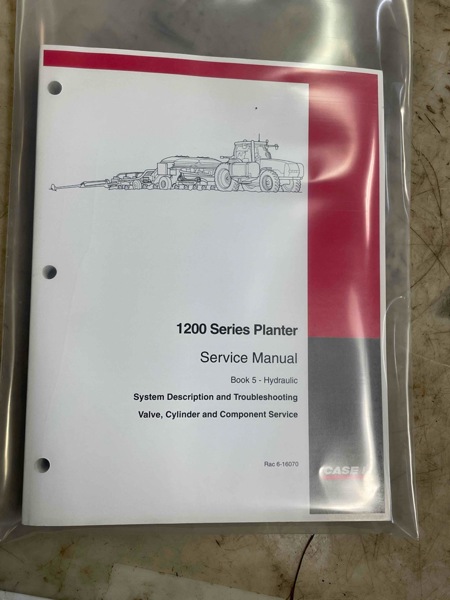 1200 Series Planter
Service Manual
Book 5 - Hydraulic
System Description and Troubleshooting
Valve, Cylinder and Component Service
Rac 6-16070
CASE